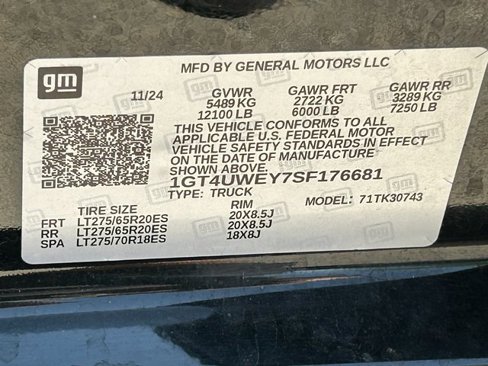 gm
MFD BY GENERAL MOTORS LLC
11/24 GVWR GAWR FRT GAWR RR
5489 KG 2722 KG 3289 KG
12100 LB 6000 LB 7250 LB
THIS VEHICLE CONFORMS TO ALL
APPLICABLE U.S. FEDERAL MOTOR
VEHICLE SAFETY STANDARDS IN EFFECT
ON THE DATE OF MANUFACTURE
1GT4UWEY7SF176681
TYPE: TRUCK MODEL: 71TK30743
TIRE SIZE RIM
FRT LT275/65R20ES 20X8.5J
RR LT275/65R20ES 20X8.5J
SPA LT275/70R18ES 18X8J